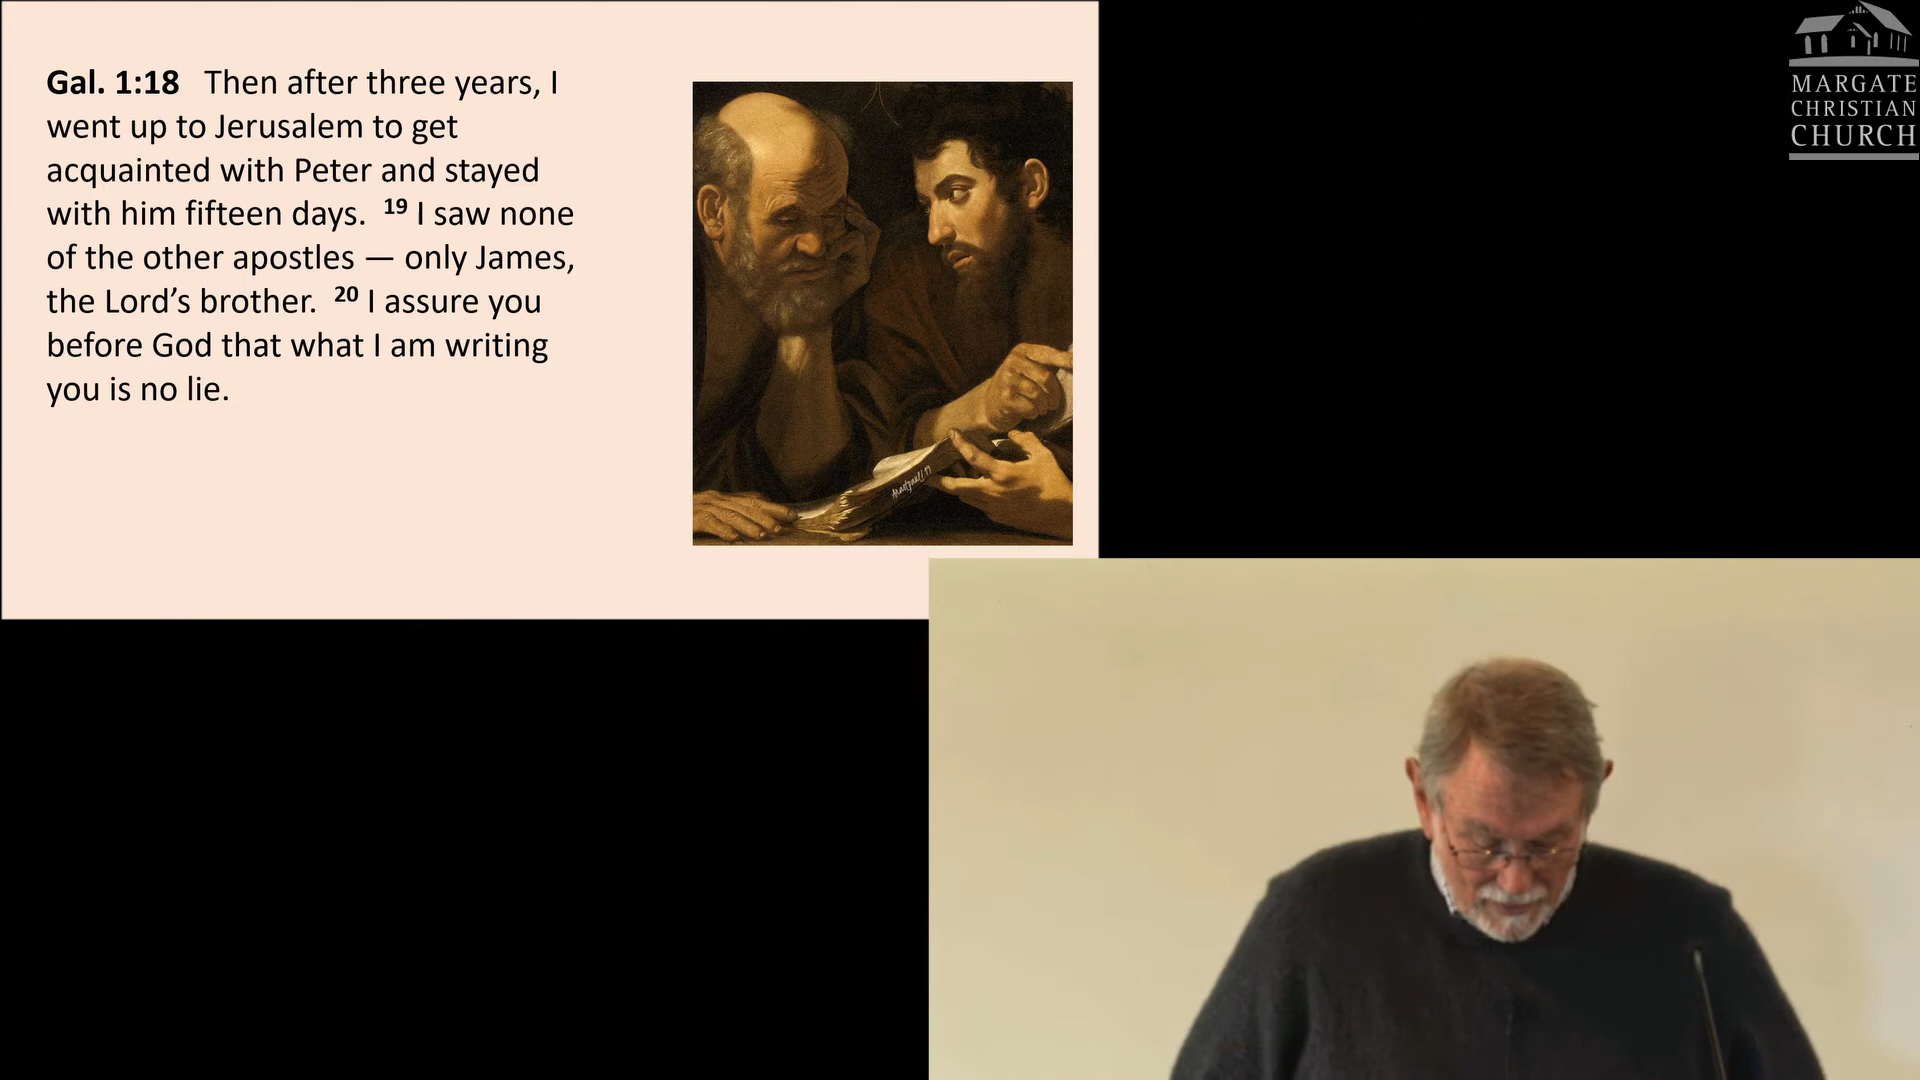 Gal. 1:18 Then after three years, I
went up to Jerusalem to get
acquainted with Peter and stayed
with him fifteen days. 19 I saw none
of the other apostles — only James,
the Lord’s brother. 20 I assure you
before God that what I am writing
you is no lie.
MARGATE
CHRISTIAN
CHURCH